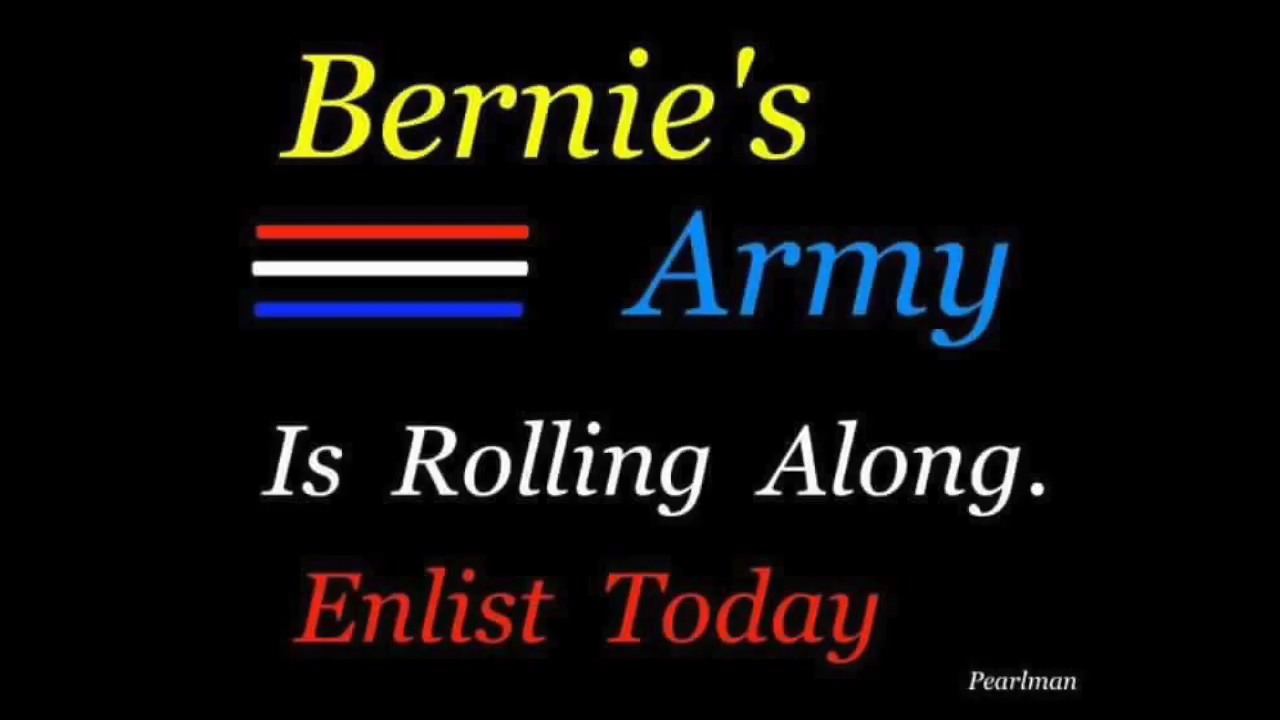 Bernie's
Army
Is Rolling Along.
Enlist Today
Pearlman